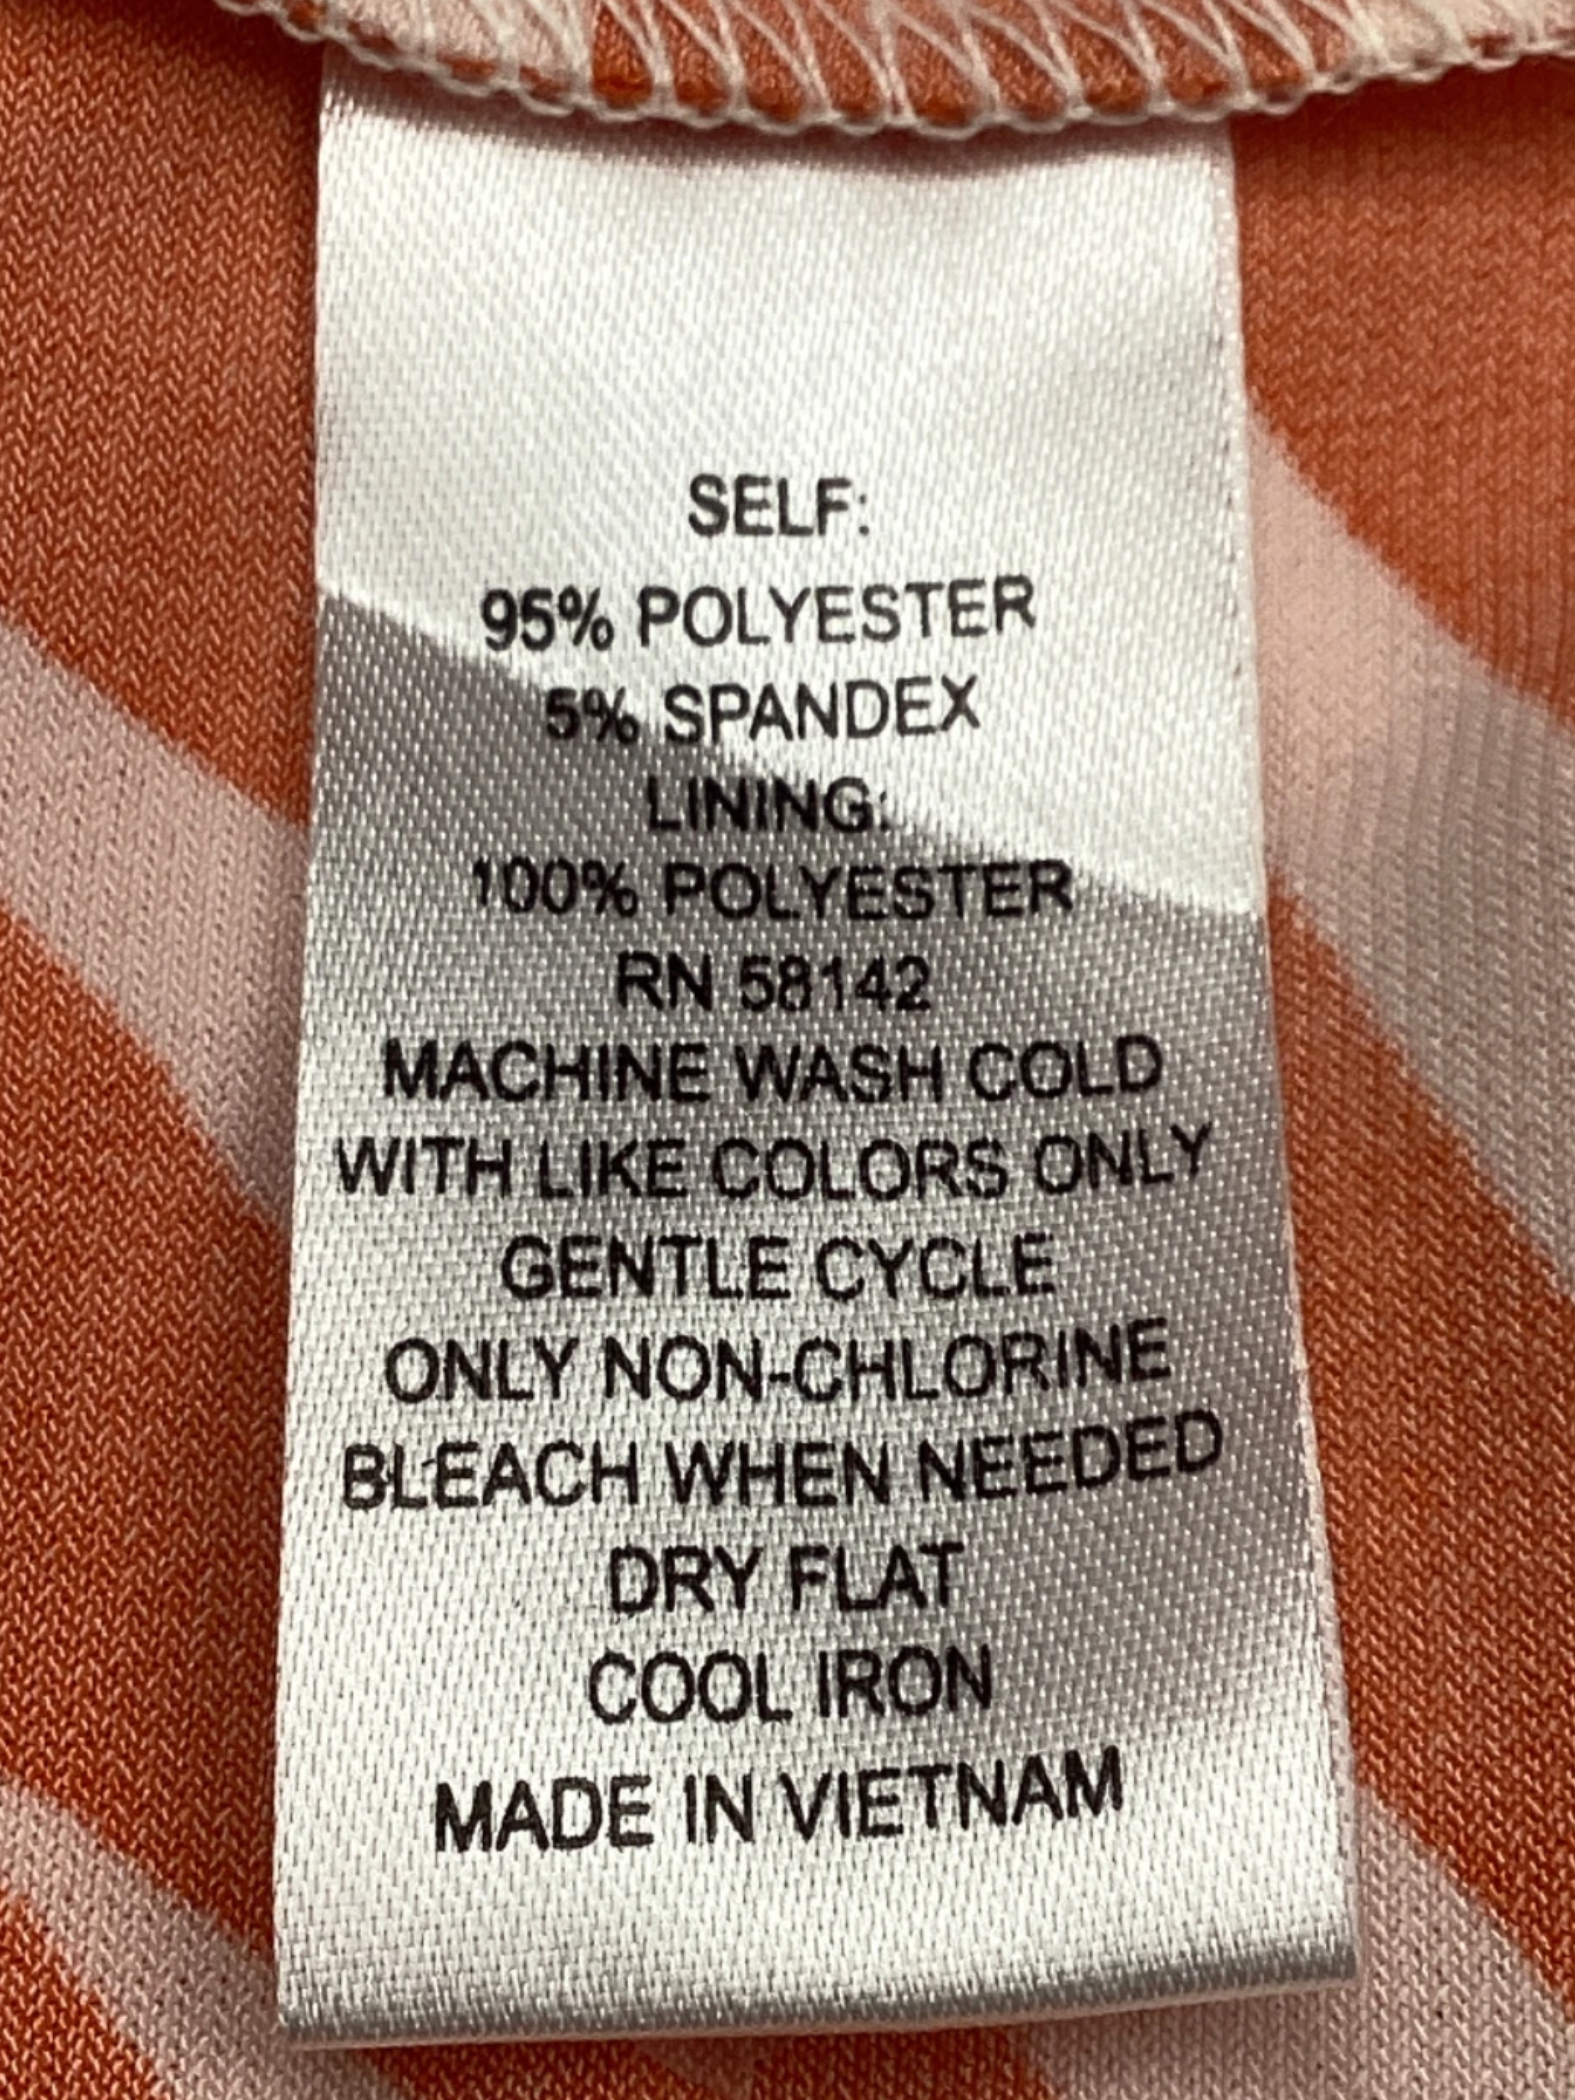 SELF:
95% POLYESTER
5% SPANDEX
LINING:
100% POLYESTER
RN 58142
MACHINE WASH COLD
WITH LIKE COLORS ONLY
GENTLE CYCLE
ONLY NON-CHLORINE
BLEACH WHEN NEEDED
DRY FLAT
COOL IRON
MADE IN VIETNAM